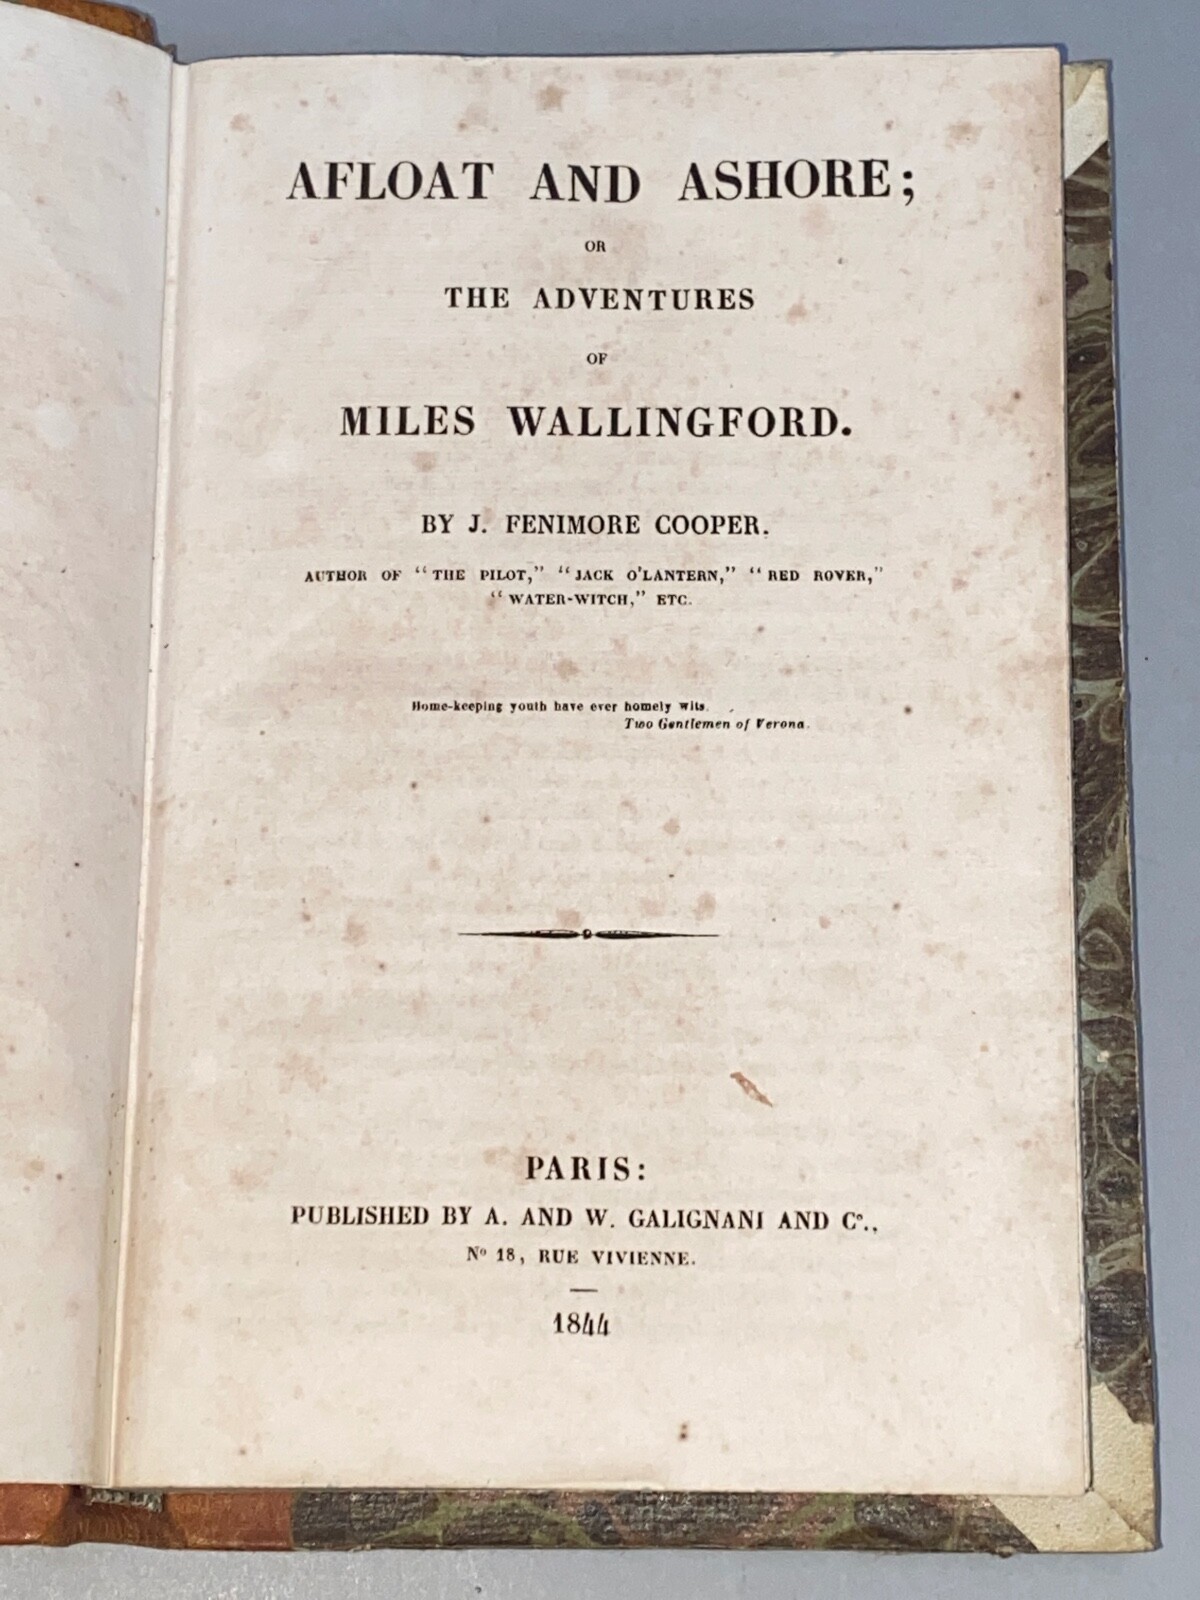 AFLOAT AND ASHORE;
OR
THE ADVENTURES
OF
MILES WALLINGFORD.
BY J. FENIMORE COOPER.
AUTHOR OF “THE PILOT,” “JACK O'LANTERN,” “RED ROVER,”
“WATER-WITCH,” ETC.
Home-keeping youth have ever homely wits.
Two Gentlemen of Verona.
PARIS:
PUBLISHED BY A. AND W. GALIGNANI AND Cº.,
Nº 18, RUE VIVIENNE.
1844